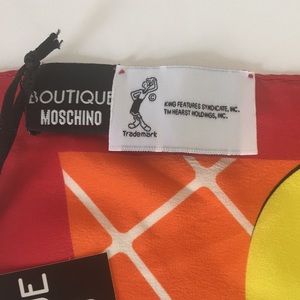 BOUTIQUE
MOSCHINO
©
Trademark
KING FEATURES SYNDICATE, INC.
TM HEARST HOLDINGS, INC.